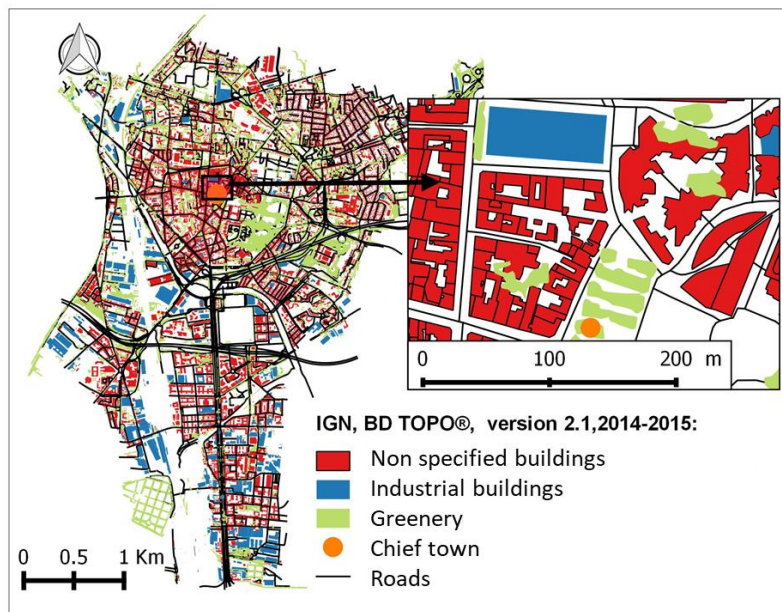 0 100 200 m
IGN, BD TOPO®, version 2.1,2014-2015:
Non specified buildings
Industrial buildings
Greenery
Chief town
Roads
0 0.5 1 Km